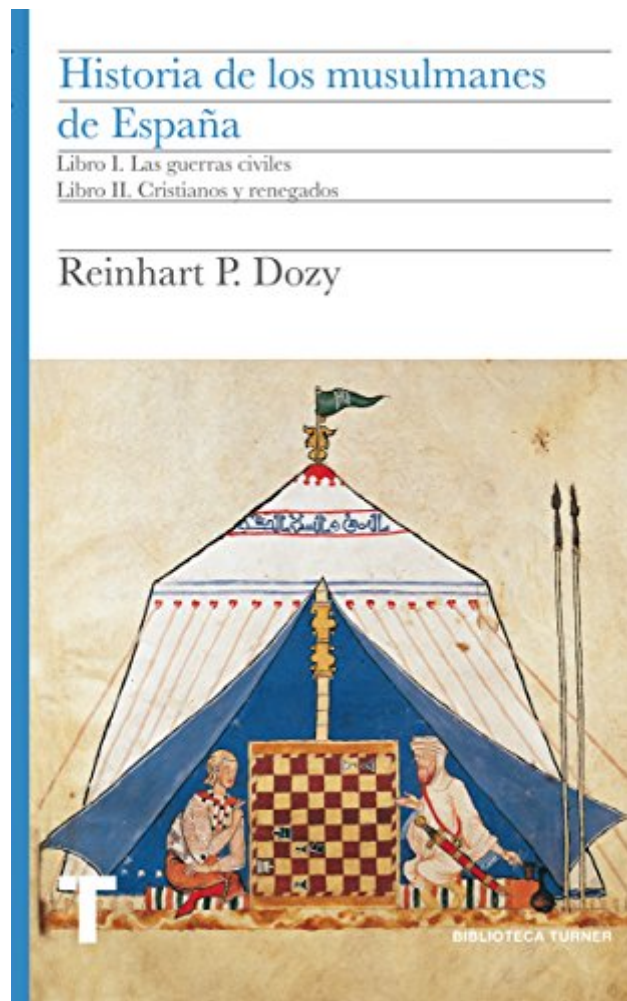 Historia de los musulmanes
de España
Libro I. Las guerras civiles
Libro II. Cristianos y renegados
Reinhart P. Dozy
T
BIBLIOTECA TURNER